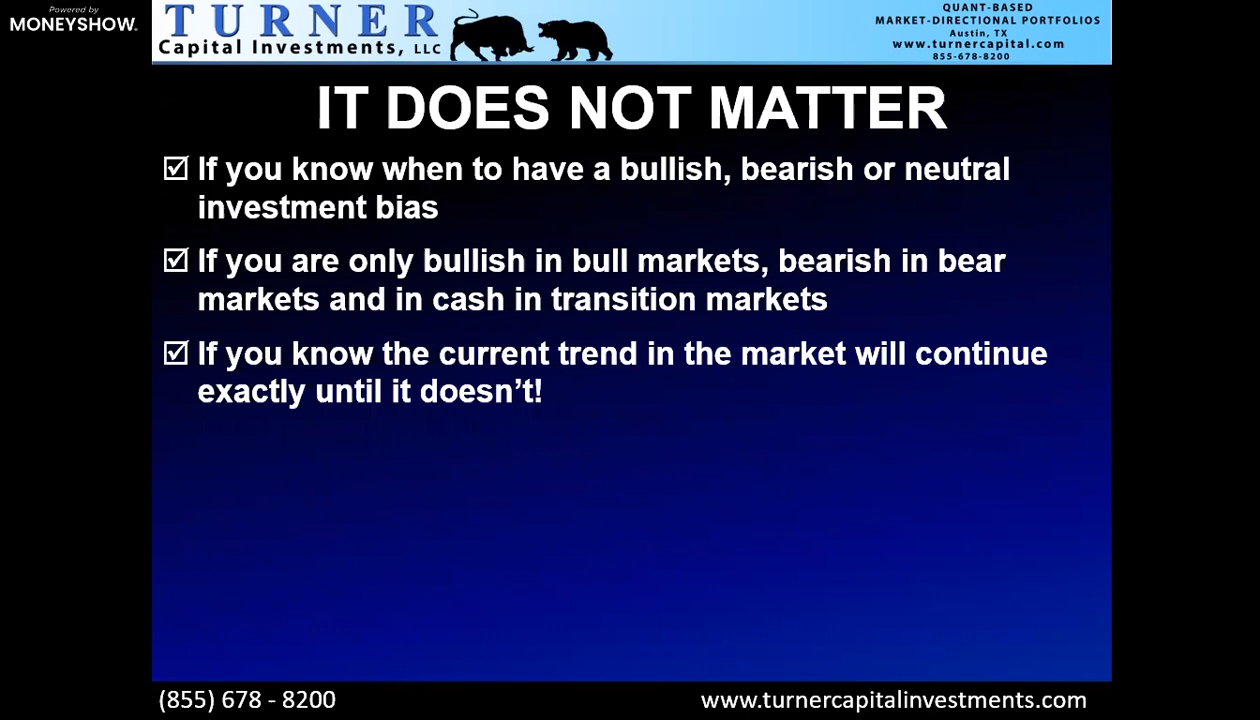 Powered by
MONEYSHOW.
TURNER
Capital Investments, LLC
QUANT-BASED
MARKET-DIRECTIONAL PORTFOLIOS
Austin, TX
www.turnercapital.com
855-678-8200
IT DOES NOT MATTER
☑ If you know when to have a bullish, bearish or neutral
investment bias
☑ If you are only bullish in bull markets, bearish in bear
markets and in cash in transition markets
☑ If you know the current trend in the market will continue
exactly until it doesn’t!
(855) 678 - 8200
www.turnercapitalinvestments.com